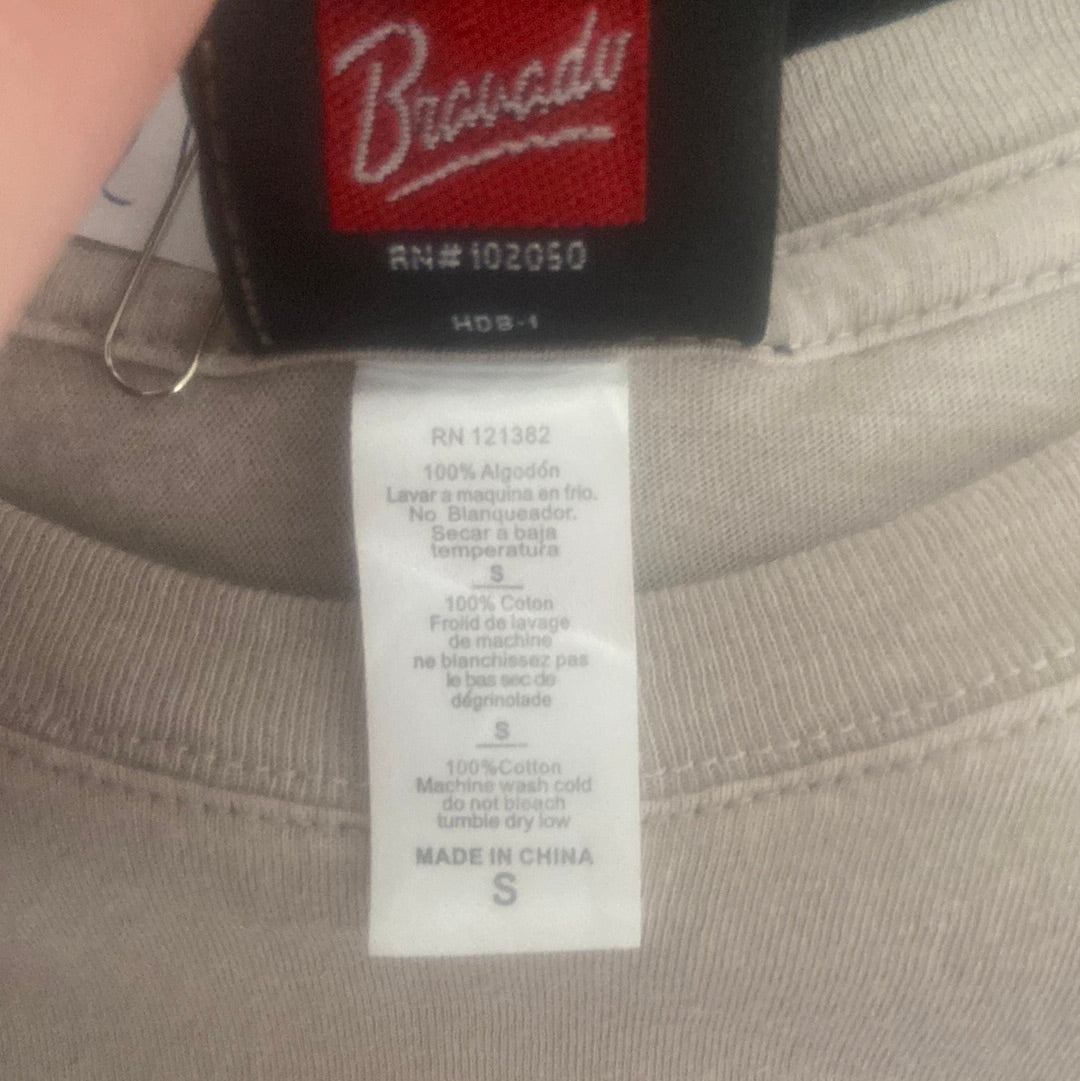 Bravado
RN#102050
HDB-1
RN 121382
100% Algodón
Lavar a maquina en frio.
No Blanqueador.
Secar a baja
temperatura
S
100% Coton
Froiid de lavage
de machine
ne blanchissez pas
le bas sec de
dégrinolade
S
100%Cotton
Machine wash cold
do not bleach
tumble dry low
MADE IN CHINA
S